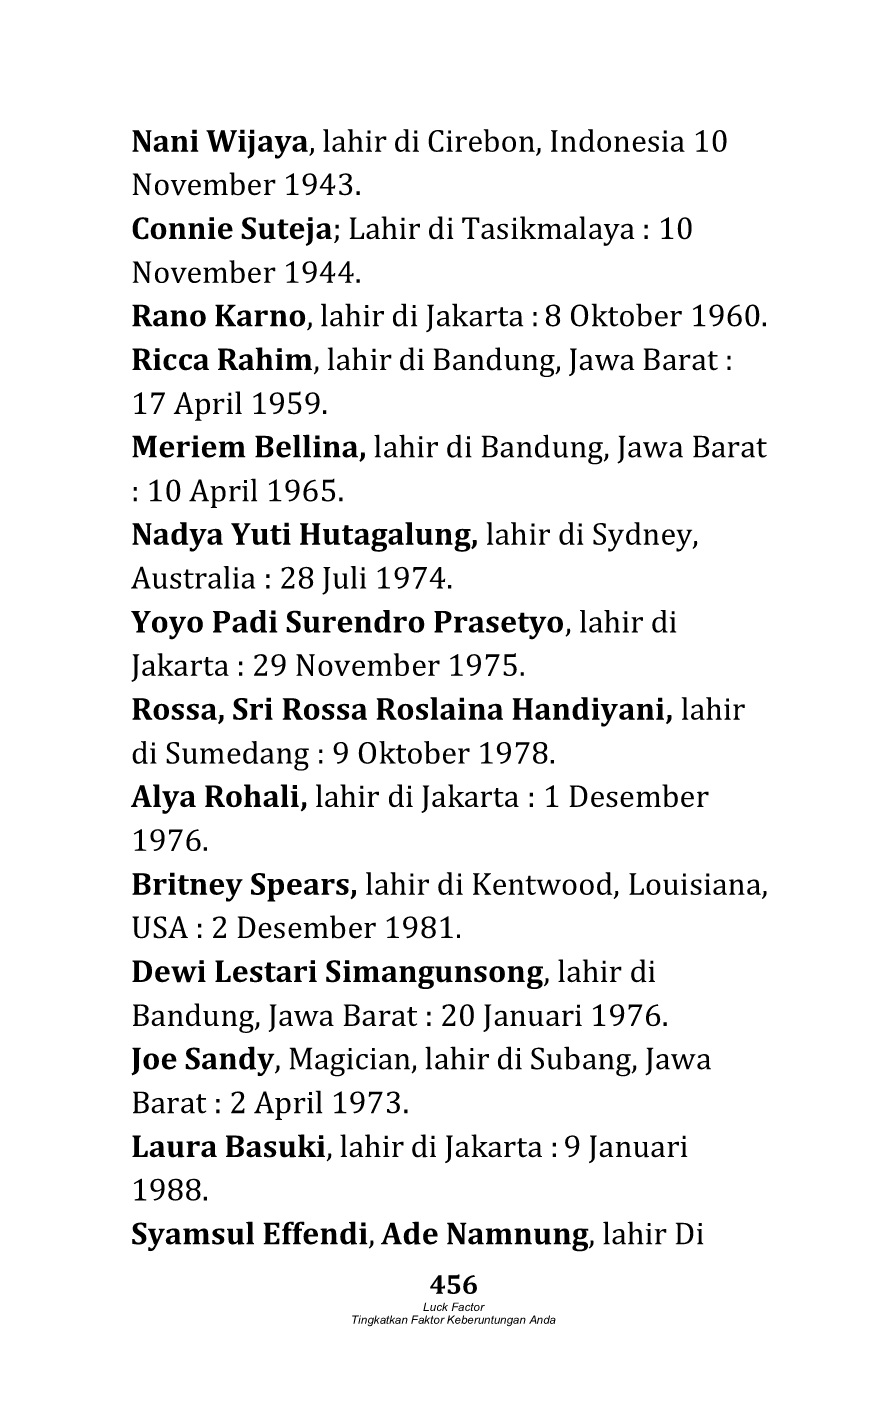 Nani Wijaya, lahir di Cirebon, Indonesia 10
November 1943.
Connie Suteja; Lahir di Tasikmalaya : 10
November 1944.
Rano Karno, lahir di Jakarta : 8 Oktober 1960.
Ricca Rahim, lahir di Bandung, Jawa Barat :
17 April 1959.
Meriem Bellina, lahir di Bandung, Jawa Barat
: 10 April 1965.
Nadya Yuti Hutagalung, lahir di Sydney,
Australia : 28 Juli 1974.
Yoyo Padi Surendro Prasetyo, lahir di
Jakarta : 29 November 1975.
Rossa, Sri Rossa Roslaina Handiyani, lahir
di Sumedang : 9 Oktober 1978.
Alya Rohali, lahir di Jakarta : 1 Desember
1976.
Britney Spears, lahir di Kentwood, Louisiana,
USA : 2 Desember 1981.
Dewi Lestari Simangunsong, lahir di
Bandung, Jawa Barat : 20 Januari 1976.
Joe Sandy, Magician, lahir di Subang, Jawa
Barat : 2 April 1973.
Laura Basuki, lahir di Jakarta : 9 Januari
1988.
Syamsul Effendi, Ade Namnung, lahir Di
456
Luck Factor
Tingkatkan Faktor Keberuntungan Anda